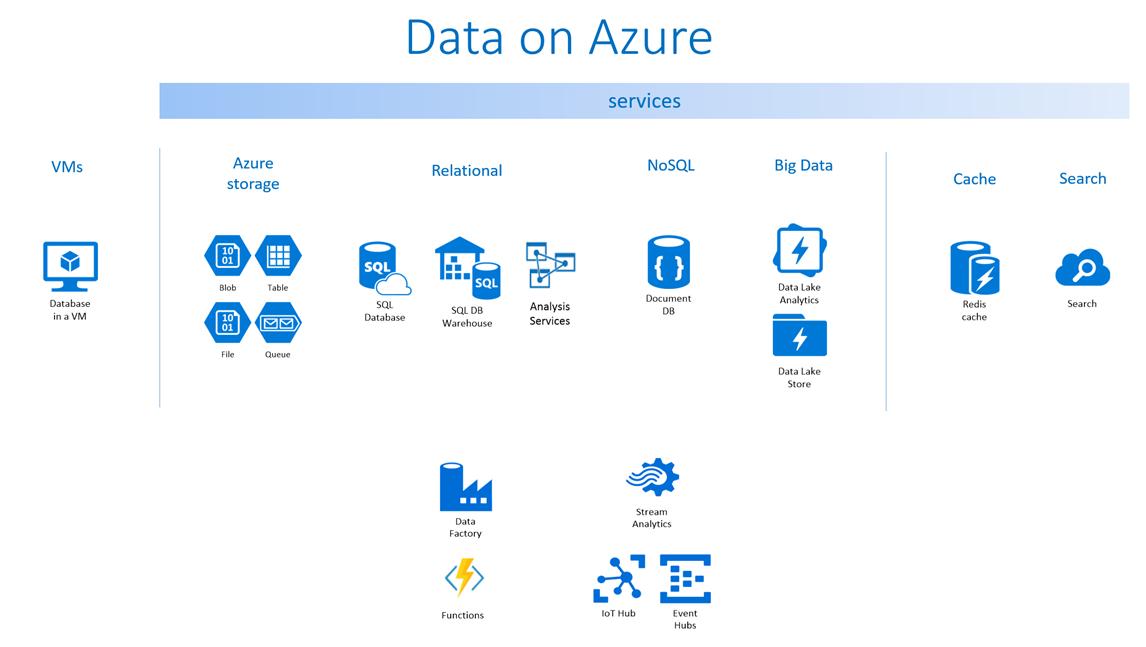 Data on Azure
services
VMs
Azure
storage
Relational
NoSQL
Big Data
Cache
Search
10
01
Blob
Table
10
01
File
Queue
Database
in a VM
SQL
SQL
Database
SQL
SQL DB
Warehouse
Analysis
Services
{ }
Document
DB
Data Lake
Analytics
Data Lake
Store
Redis
cache
Search
Data
Factory
Stream
Analytics
Functions
IoT Hub
Event
Hubs